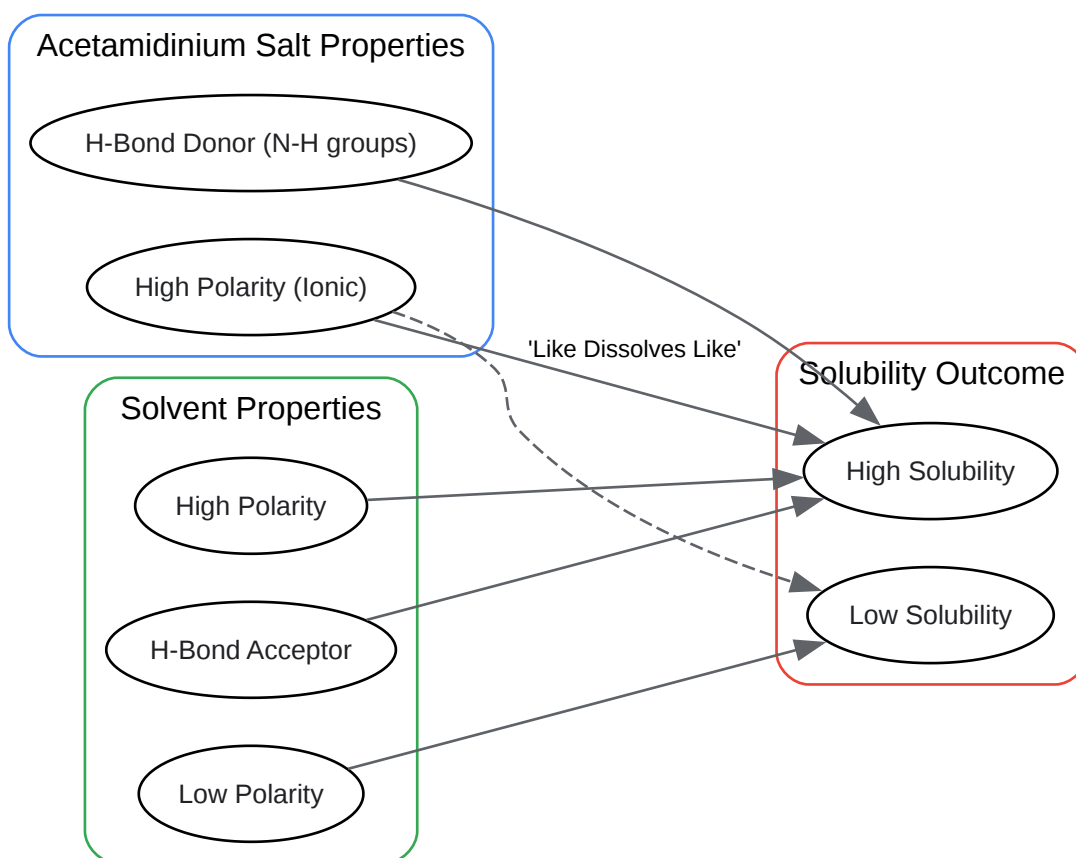 Acetamidinium Salt Properties
H-Bond Donor (N-H groups)
High Polarity (Ionic)
'Like Dissolves Like'
Solvent Properties
High Polarity
H-Bond Acceptor
Low Polarity
Solubility Outcome
High Solubility
Low Solubility